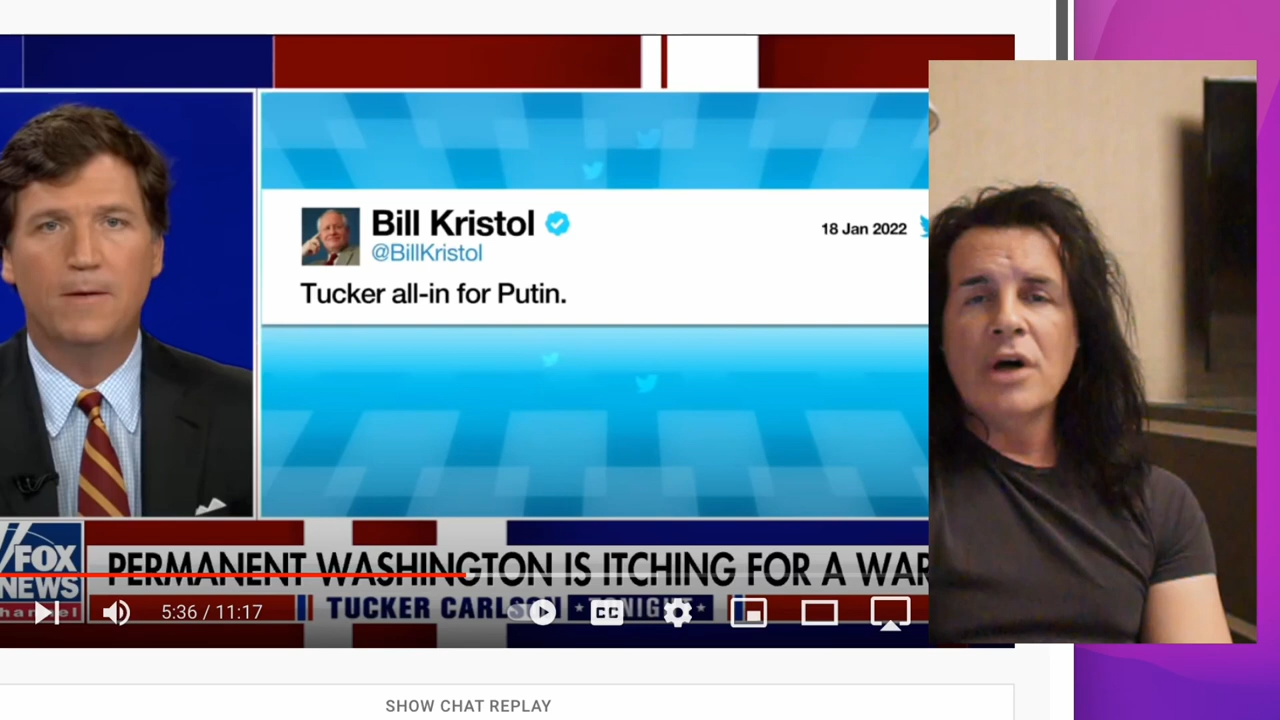 Bill Kristol
18 Jan 2022
@BillKristol
Tucker all-in for Putin.
FOX
NEWS
PERMANENT WASHINGTON IS ITCHING FOR A WAR
TUCKER CARLSON TONIGHT
5:36 / 11:17
CC
SHOW CHAT REPLAY